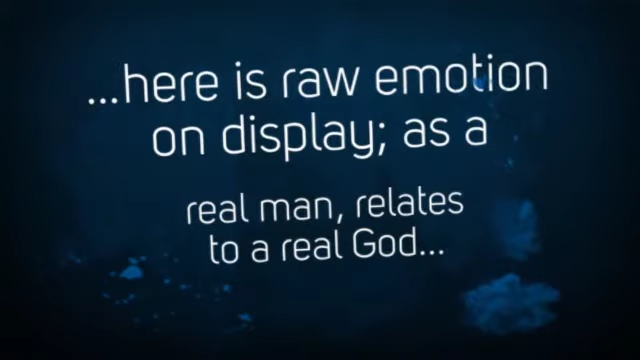 ...here is raw emotion
on display; as a
real man, relates
to a real God...